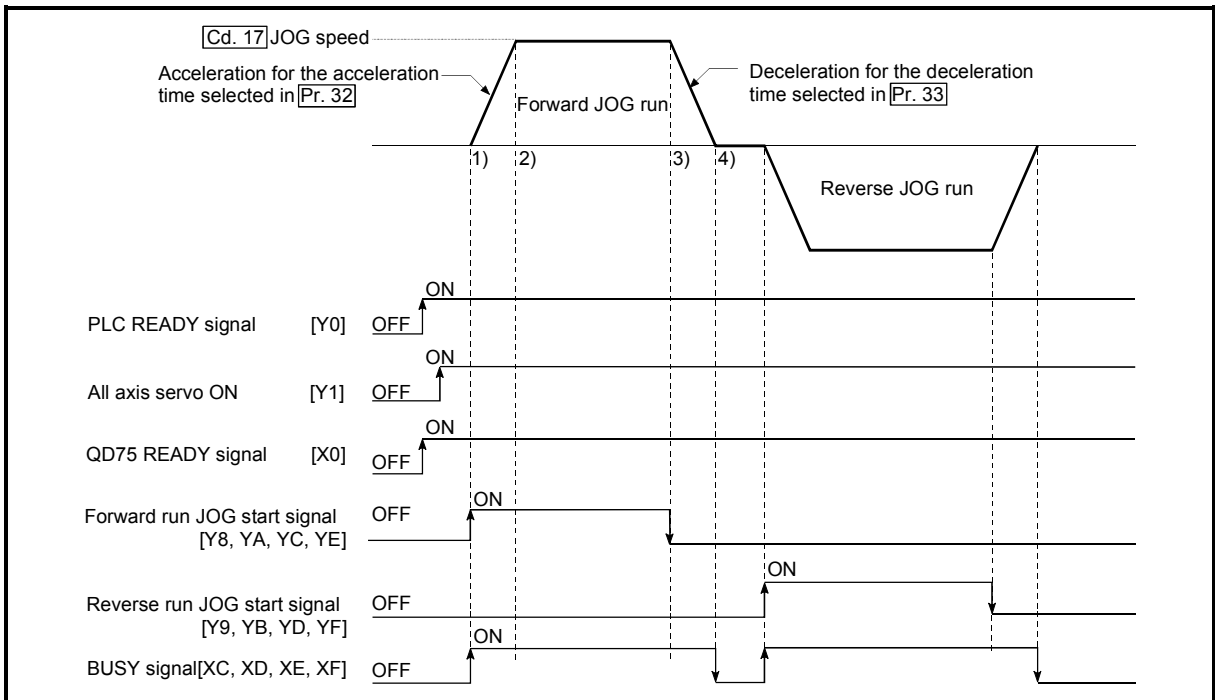 Cd. 17 JOG speed
Acceleration for the acceleration
time selected in Pr. 32
Deceleration for the deceleration
time selected in Pr. 33
Forward JOG run
1) 2) 3) 4)
Reverse JOG run
ON
PLC READY signal [Y0] OFF
ON
All axis servo ON [Y1] OFF
ON
QD75 READY signal [X0] OFF
ON
Forward run JOG start signal OFF
[Y8, YA, YC, YE]
ON
Reverse run JOG start signal OFF
[Y9, YB, YD, YF]
ON
BUSY signal[XC, XD, XE, XF] OFF